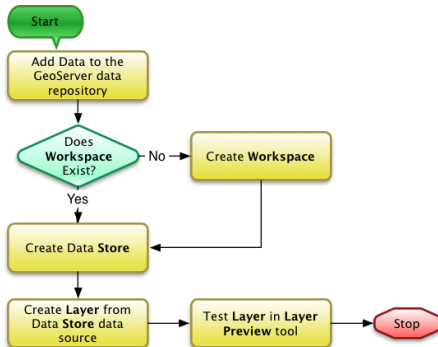 Start
Add Data to the
GeoServer data
repository
Does
Workspace
Exist?
No
Create Workspace
Yes
Create Data Store
Create Layer from
Data Store data
source
Test Layer in Layer
Preview tool
Stop